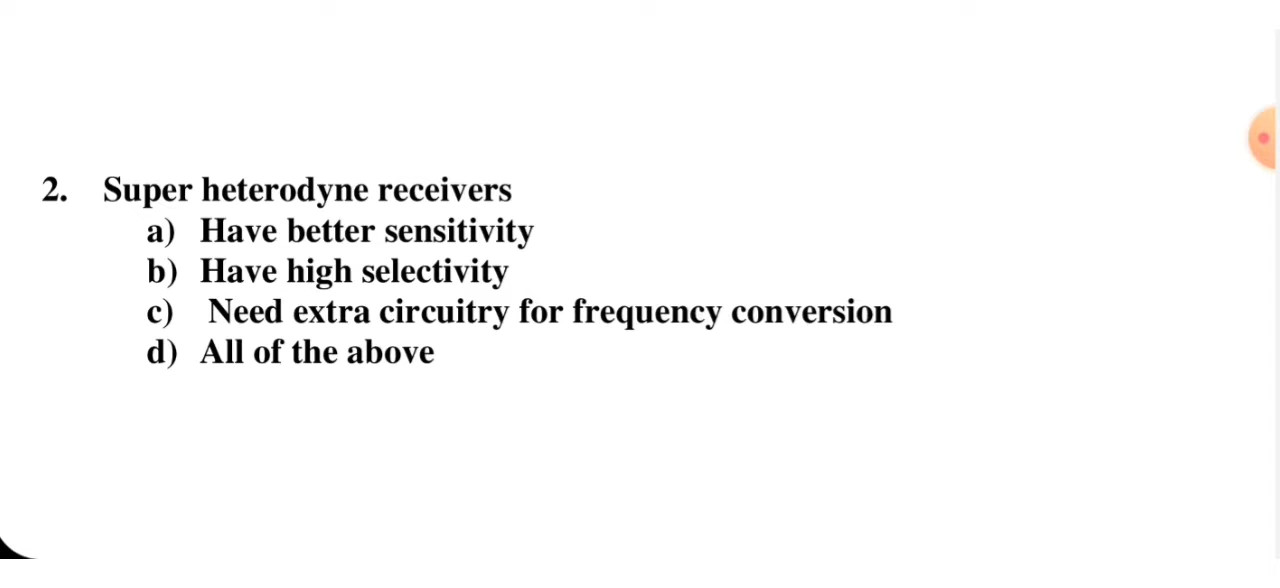 2. Super heterodyne receivers
a) Have better sensitivity
b) Have high selectivity
c) Need extra circuitry for frequency conversion
d) All of the above